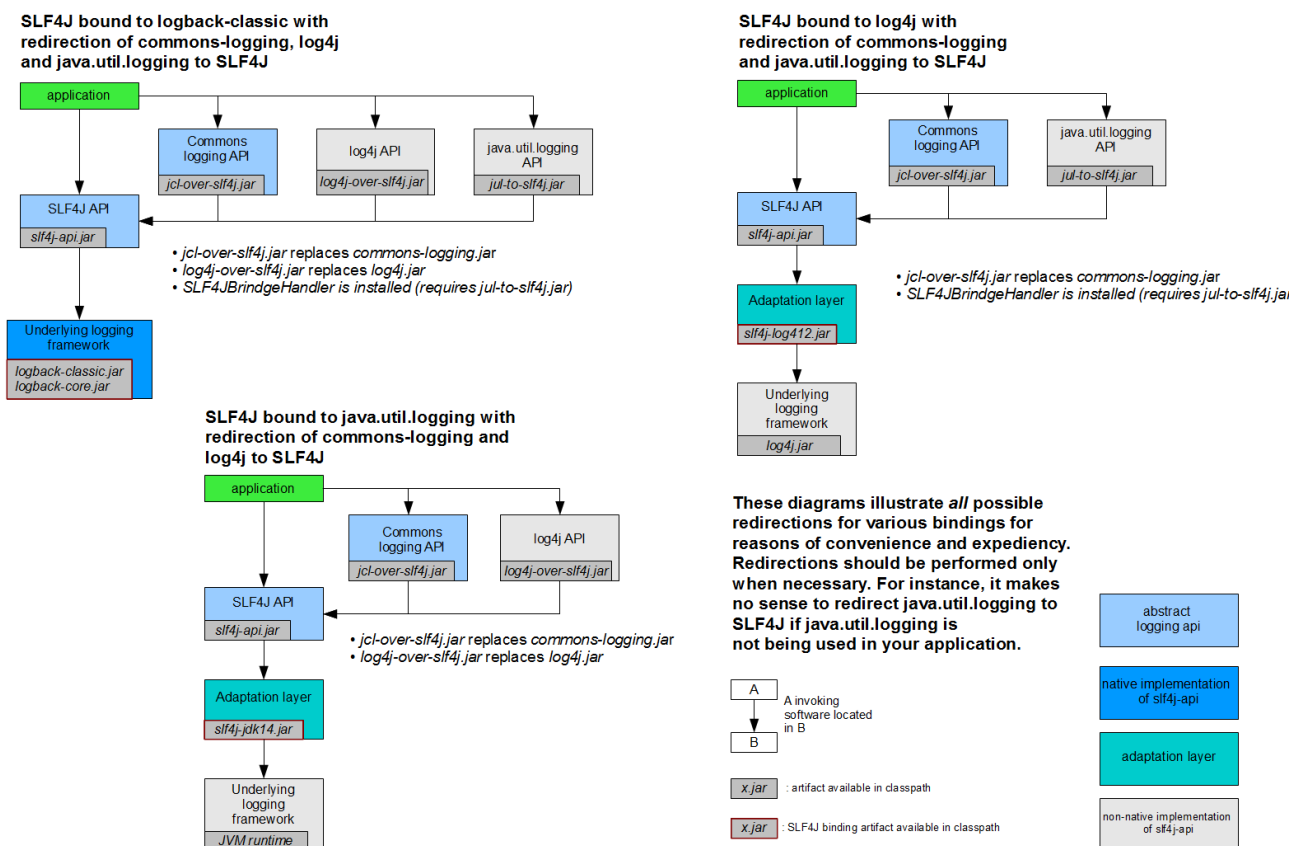 SLF4J bound to logback-classic with
redirection of commons-logging, log4j
and java.util.logging to SLF4J
application
Commons
logging API
jcl-over-slf4j.jar
log4j API
log4j-over-slf4j.jar
java.util.logging
API
jul-to-slf4j.jar
SLF4J API
slf4j-api.jar
• jcl-over-slf4j.jar replaces commons-logging.jar
• log4j-over-slf4j.jar replaces log4j.jar
• SLF4JBrindgeHandler is installed (requires jul-to-slf4j.jar)
Underlying logging
framework
logback-classic.jar
logback-core.jar
SLF4J bound to log4j with
redirection of commons-logging
and java.util.logging to SLF4J
application
Commons
logging API
jcl-over-slf4j.jar
java.util.logging
API
jul-to-slf4j.jar
SLF4J API
slf4j-api.jar
• jcl-over-slf4j.jar replaces commons-logging.jar
• SLF4JBrindgeHandler is installed (requires jul-to-slf4j.jar
Adaptation layer
slf4j-log412.jar
Underlying
logging
framework
log4j.jar
SLF4J bound to java.util.logging with
redirection of commons-logging and
log4j to SLF4J
application
Commons
logging API
jcl-over-slf4j.jar
log4j API
log4j-over-slf4j.jar
SLF4J API
slf4j-api.jar
• jcl-over-slf4j.jar replaces commons-logging.jar
• log4j-over-slf4j.jar replaces log4j.jar
Adaptation layer
slf4j-jdk14.jar
Underlying
logging
framework
JVM runtime
These diagrams illustrate all possible
redirections for various bindings for
reasons of convenience and expediency.
Redirections should be performed only
when necessary. For instance, it makes
no sense to redirect java.util.logging to
SLF4J if java.util.logging is
not being used in your application.
A
A invoking
software located
in B
B
x.jar : artifact available in classpath
x.jar : SLF4J binding artifact available in classpath
abstract
logging api
native implementation
of slf4j-api
adaptation layer
non-native implementation
of slf4j-api